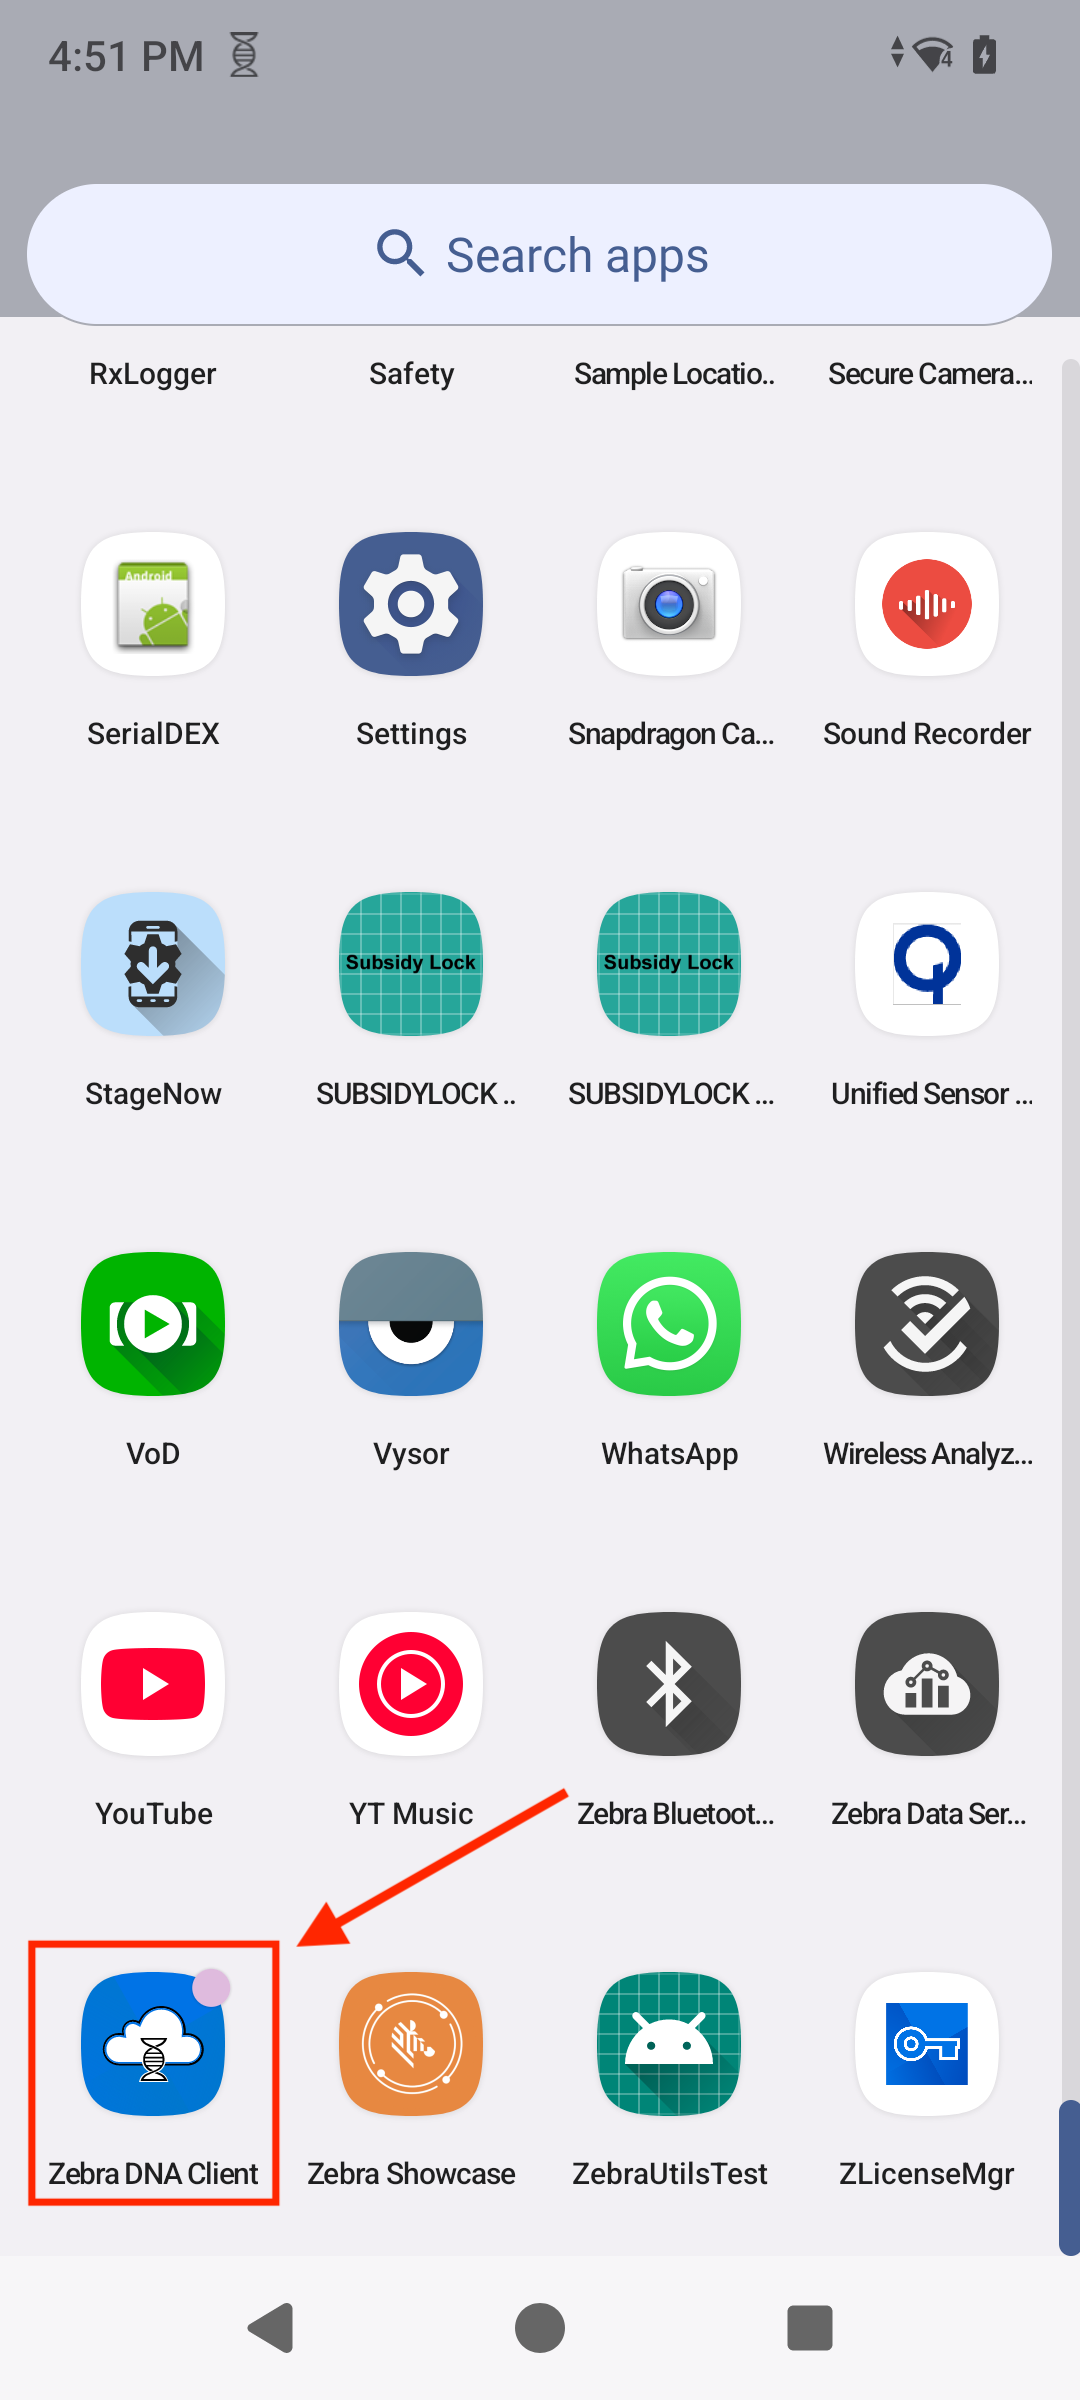 4:51 PM
4
Search apps
RxLogger Safety Sample Locatio.. Secure Camera...
Android
SerialDEX Settings Snapdragon Ca... Sound Recorder
Subsidy Lock Subsidy Lock
StageNow SUBSIDYLOCK .. SUBSIDYLOCK ... Unified Sensor ...
VoD Vysor WhatsApp Wireless Analyz...
YouTube YT Music Zebra Bluetoot... Zebra Data Ser...
Zebra DNA Client Zebra Showcase ZebraUtilsTest ZLicenseMgr